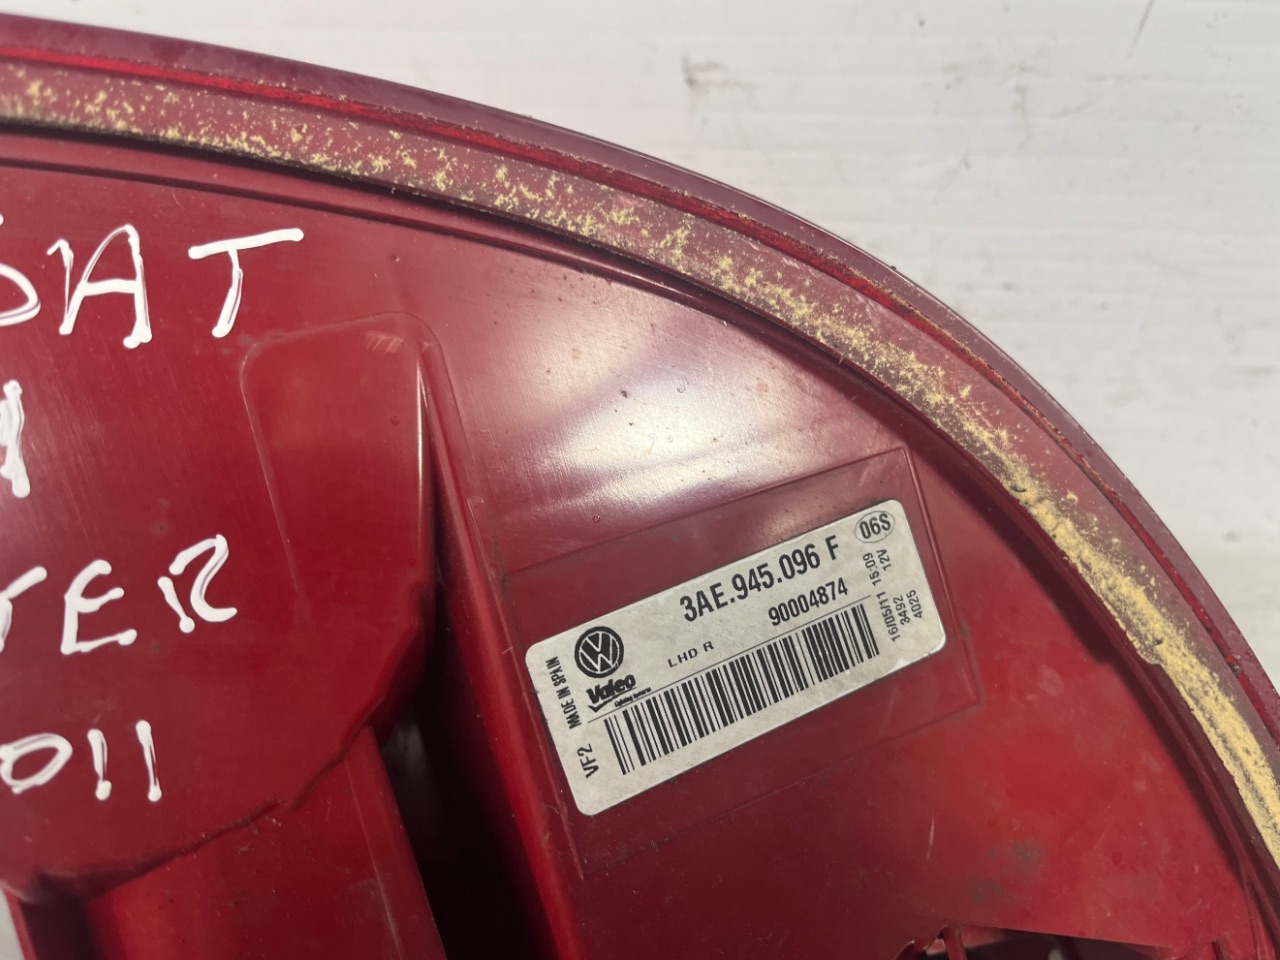 SAT
TER
011
3AE.945.096 F
06S
90004874
LHD R
16/05/11 15:09 12V
3492
4025
MADE IN SPAIN
Valeo
VF2